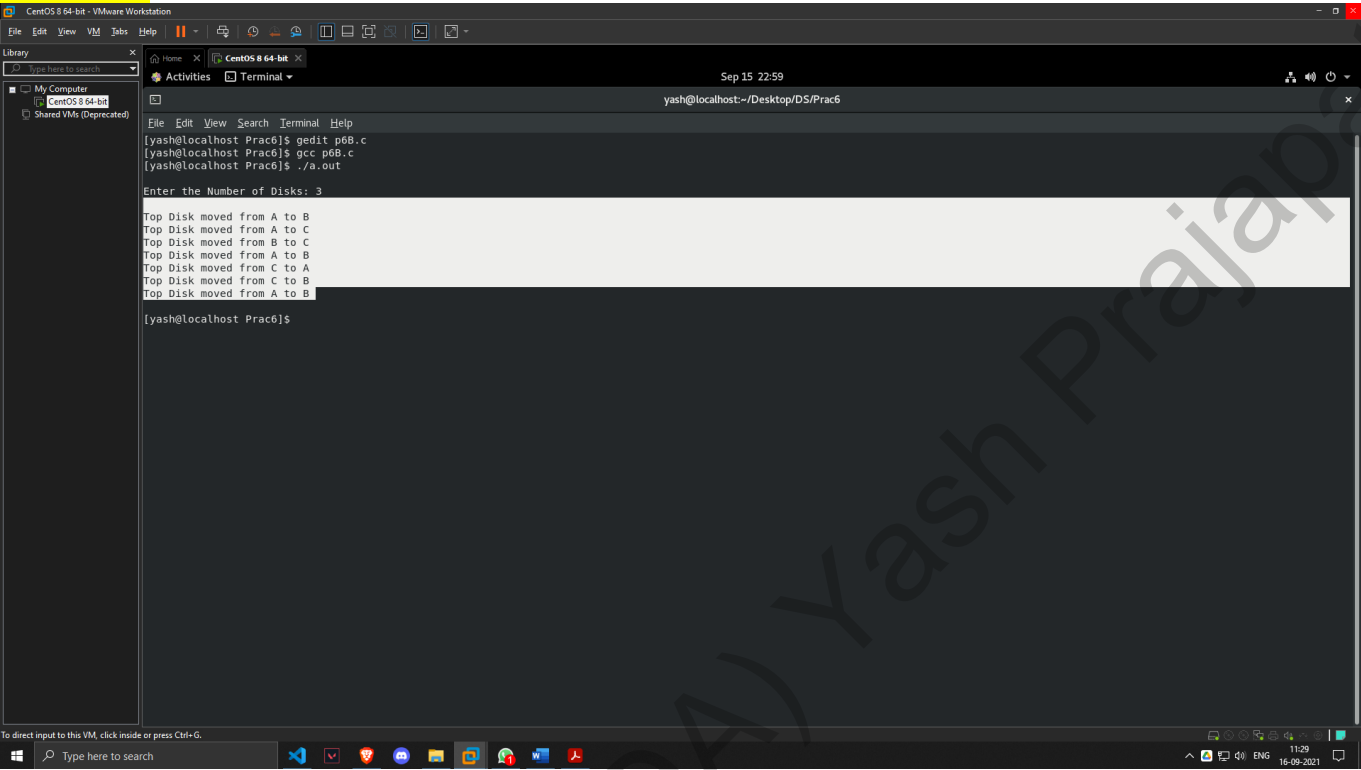 CentOS 8 64-bit - VMware Workstation
File Edit View VM Tabs Help
Library
Type here to search
My Computer
CentOS 8 64-bit
Shared VMs (Deprecated)
Home
CentOS 8 64-bit
Activities Terminal Sep 15 22:59
yash@localhost:~/Desktop/DS/Prac6
File Edit View Search Terminal Help
[yash@localhost Prac6]$ gedit p6B.c
[yash@localhost Prac6]$ gcc p6B.c
[yash@localhost Prac6]$ ./a.out
Enter the Number of Disks: 3
Top Disk moved from A to B
Top Disk moved from A to C
Top Disk moved from B to C
Top Disk moved from A to B
Top Disk moved from C to A
Top Disk moved from C to B
Top Disk moved from A to B
[yash@localhost Prac6]$
To direct input to this VM, click inside or press Ctrl+G.
Type here to search
ENG
11:29
16-09-2021
A) Yash Prajapa